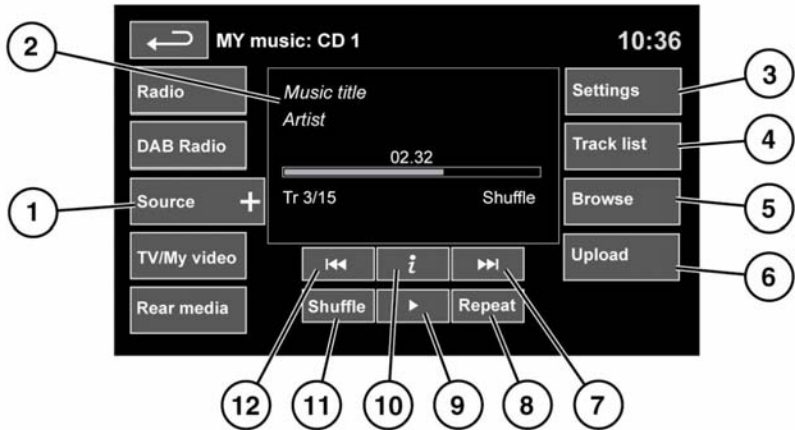 MY music: CD 1 10:36
2
Radio
DAB Radio
Source
TV/My video
Rear media
1
Music title
Artist
02.32
Tr 3/15 Shuffle
i
Shuffle
Repeat
Settings
Track list
Browse
Upload
3
4
5
6
12 11 10 9 8 7